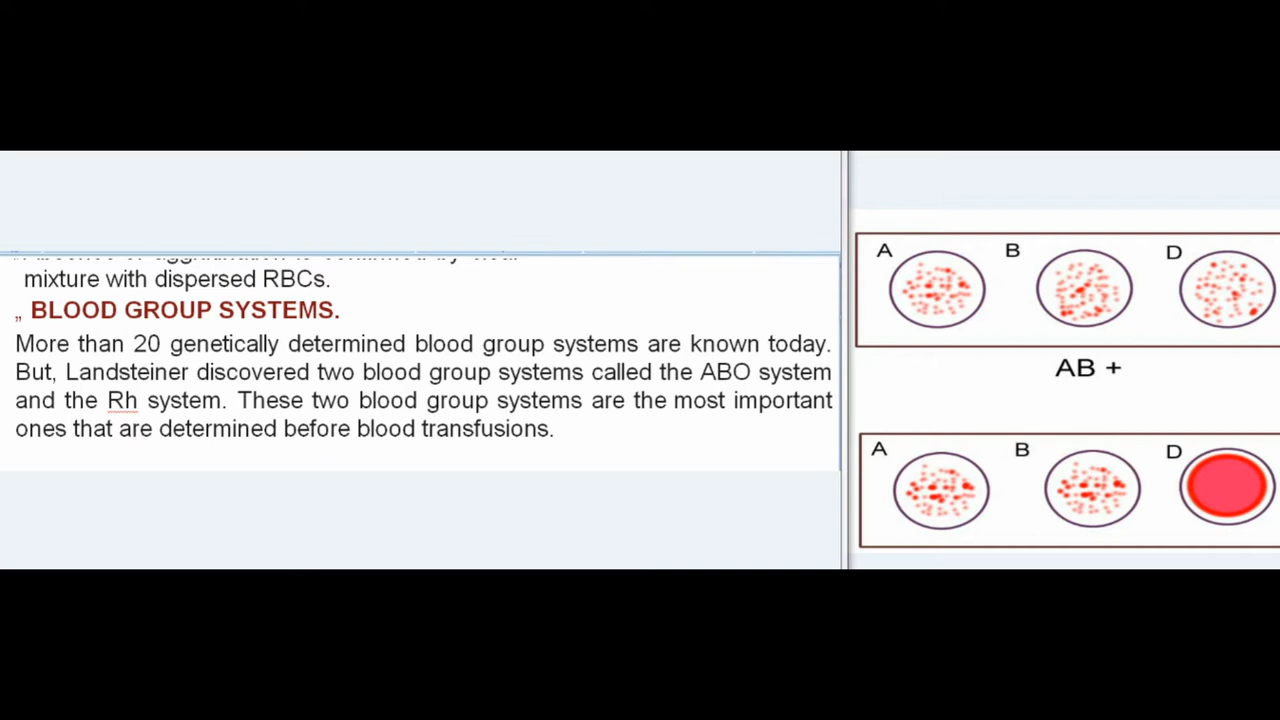 mixture with dispersed RBCs.
„ BLOOD GROUP SYSTEMS.
More than 20 genetically determined blood group systems are known today.
But, Landsteiner discovered two blood group systems called the ABO system
and the Rh system. These two blood group systems are the most important
ones that are determined before blood transfusions.
A B D
AB +
A B D